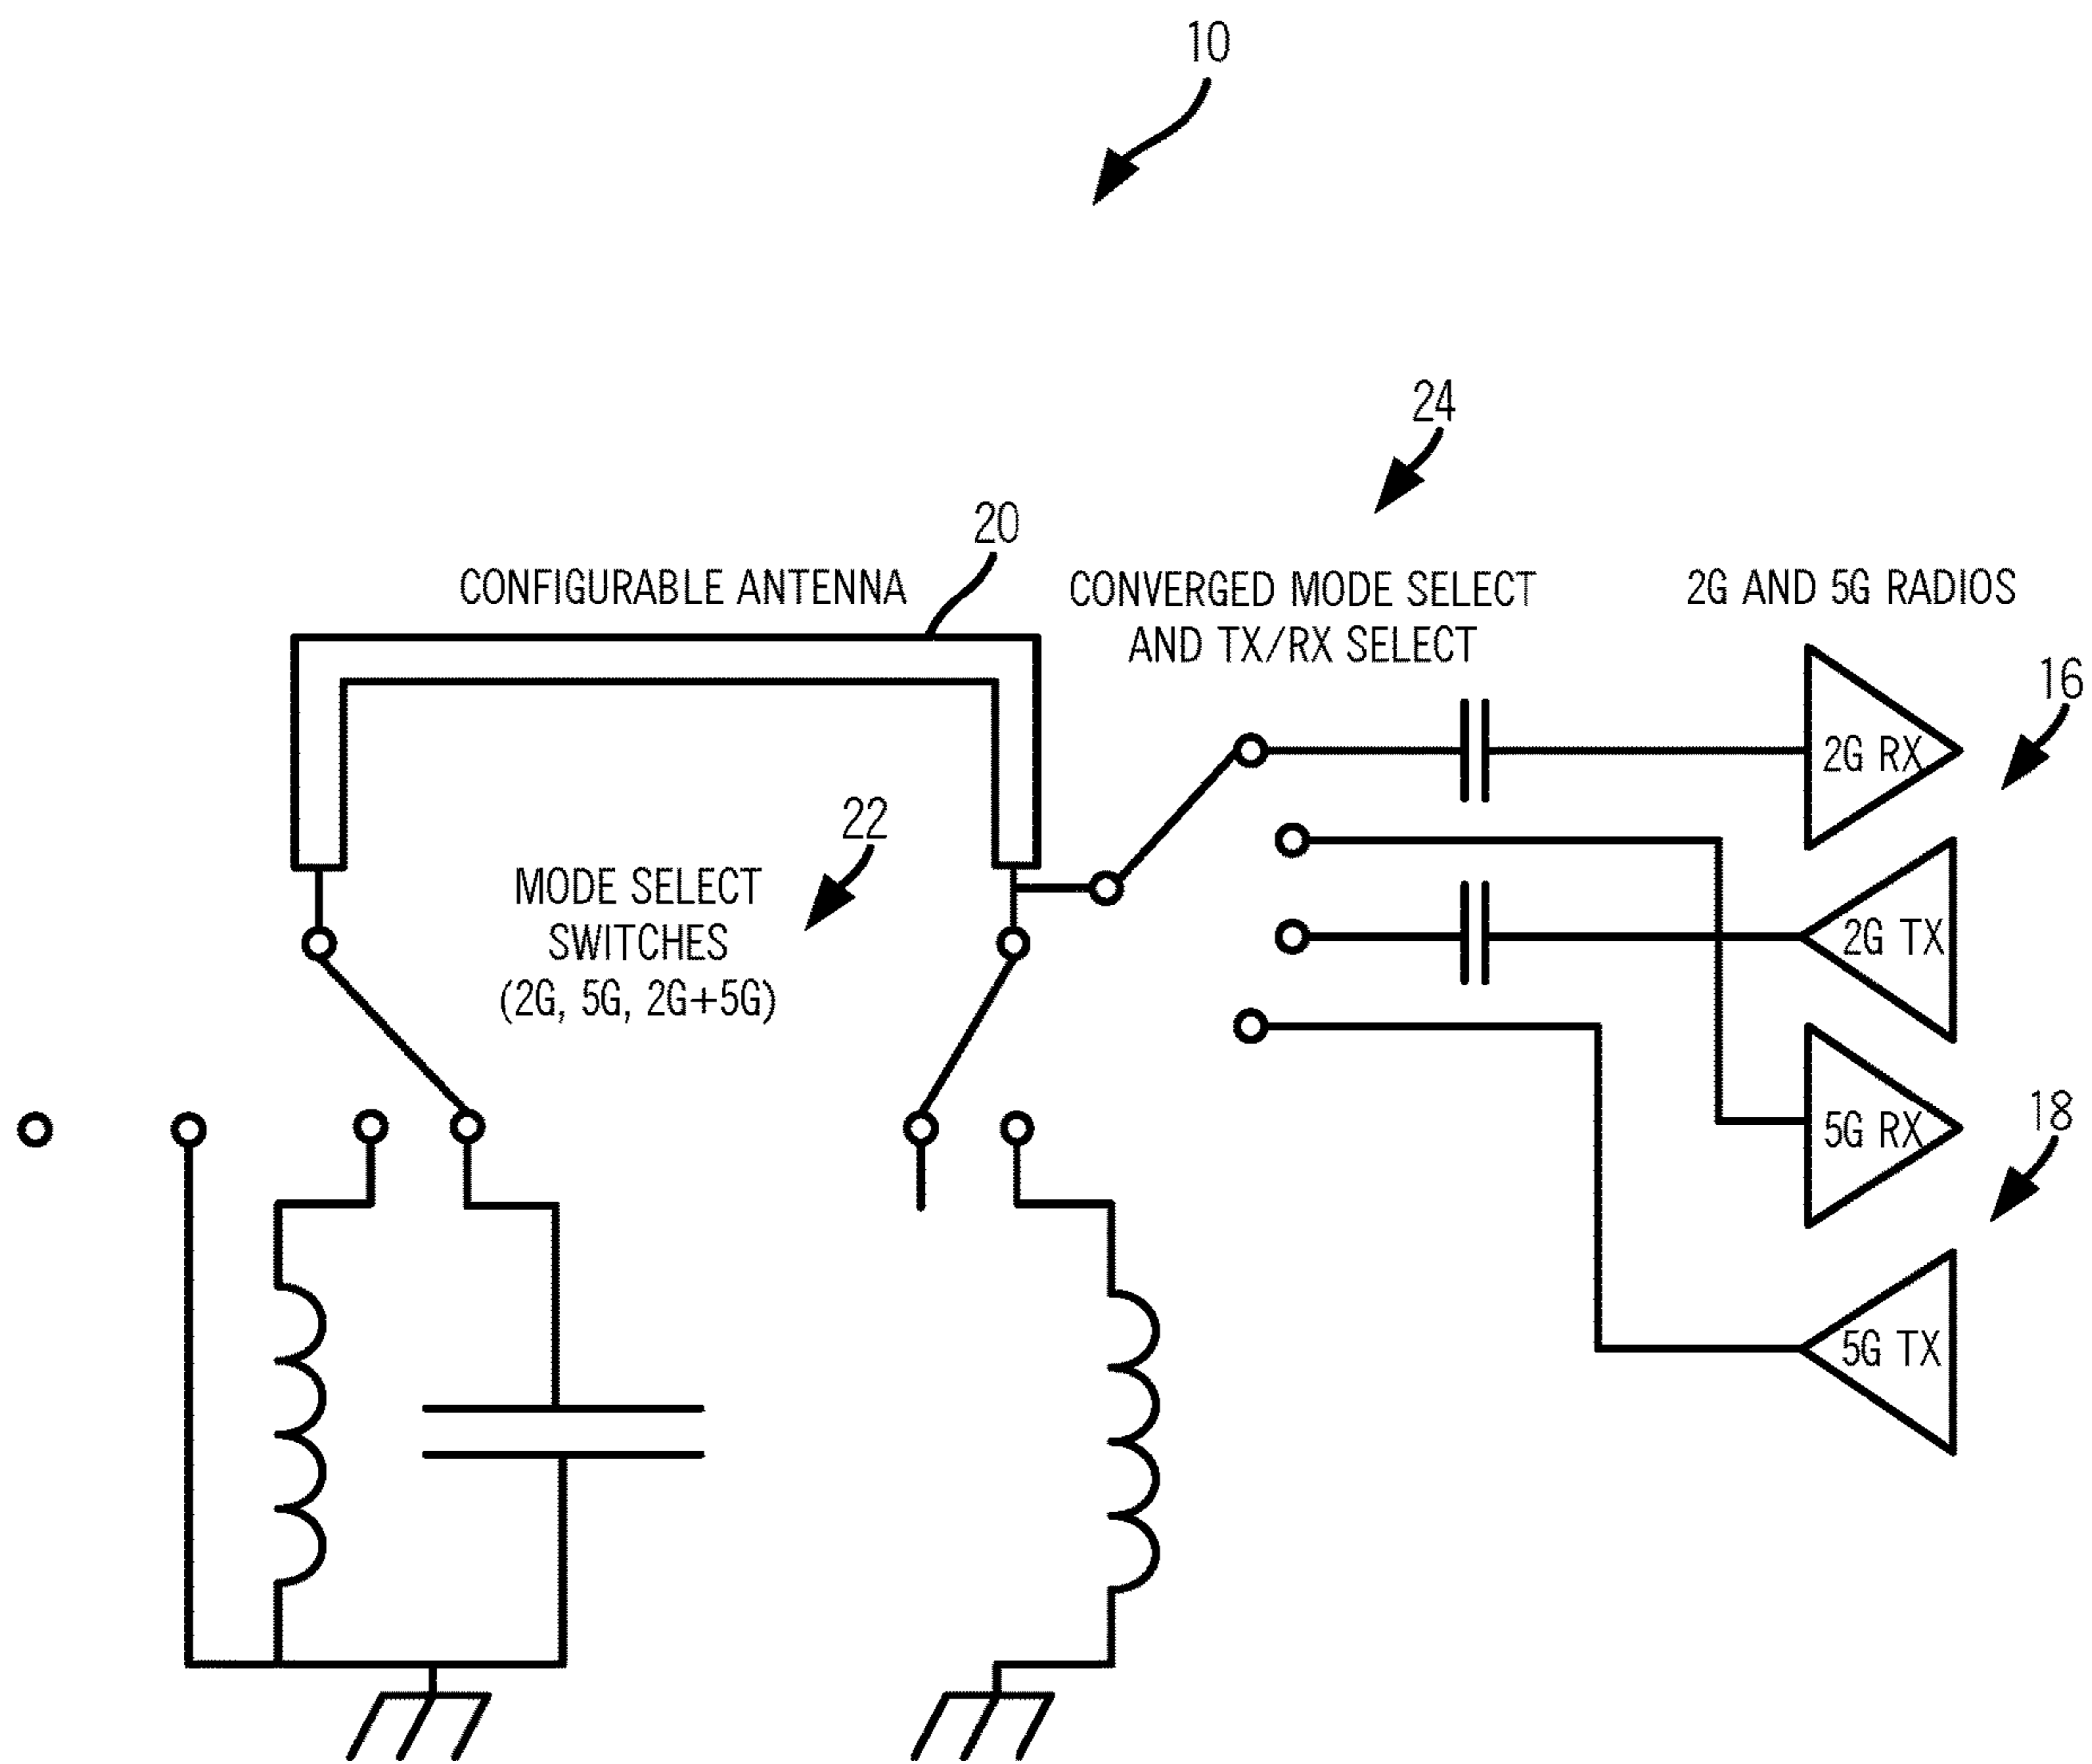 10
24
20
CONFIGURABLE ANTENNA
CONVERGED MODE SELECT
AND TX/RX SELECT
2G AND 5G RADIOS
16
2G RX
22
MODE SELECT
SWITCHES
(2G, 5G, 2G+5G)
2G TX
18
5G RX
5G TX